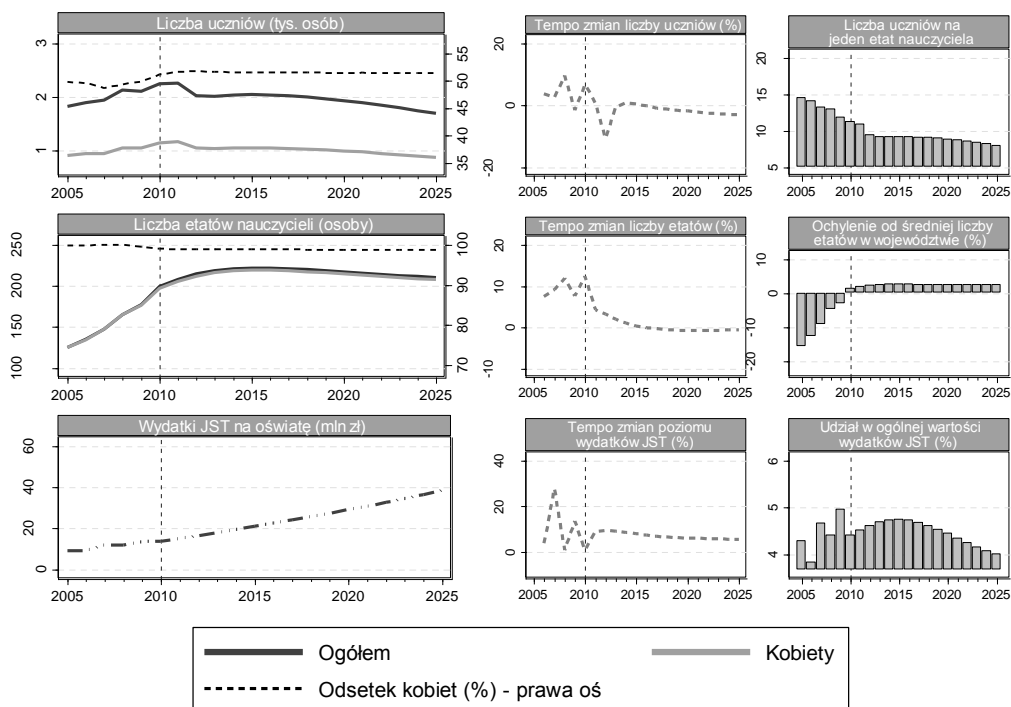 Liczba uczniów (tys. osób)
3
2
1
55
50
45
40
35
2005 2010 2015 2020 2025
Tempo zmian liczby uczniów (%)
20
0
-20
2005 2010 2015 2020 2025
Liczba uczniów na
jeden etat nauczyciela
20
15
10
5
2005 2010 2015 2020 2025
Liczba etatów nauczycieli (osoby)
250
200
150
100
100
90
80
70
2005 2010 2015 2020 2025
Tempo zmian liczby etatów (%)
20
10
0
-10
2005 2010 2015 2020 2025
Ochylenie od średniej liczby
etatów w województwie (%)
10
0
-10
-20
2005 2010 2015 2020 2025
Wydatki JST na oświatę (mln zł)
60
40
20
0
2005 2010 2015 2020 2025
Tempo zmian poziomu
wydatków JST (%)
40
20
0
2005 2010 2015 2020 2025
Udział w ogólnej wartości
wydatków JST (%)
6
5
4
2005 2010 2015 2020 2025
Ogółem Kobiety
Odsetek kobiet (%) - prawa oś